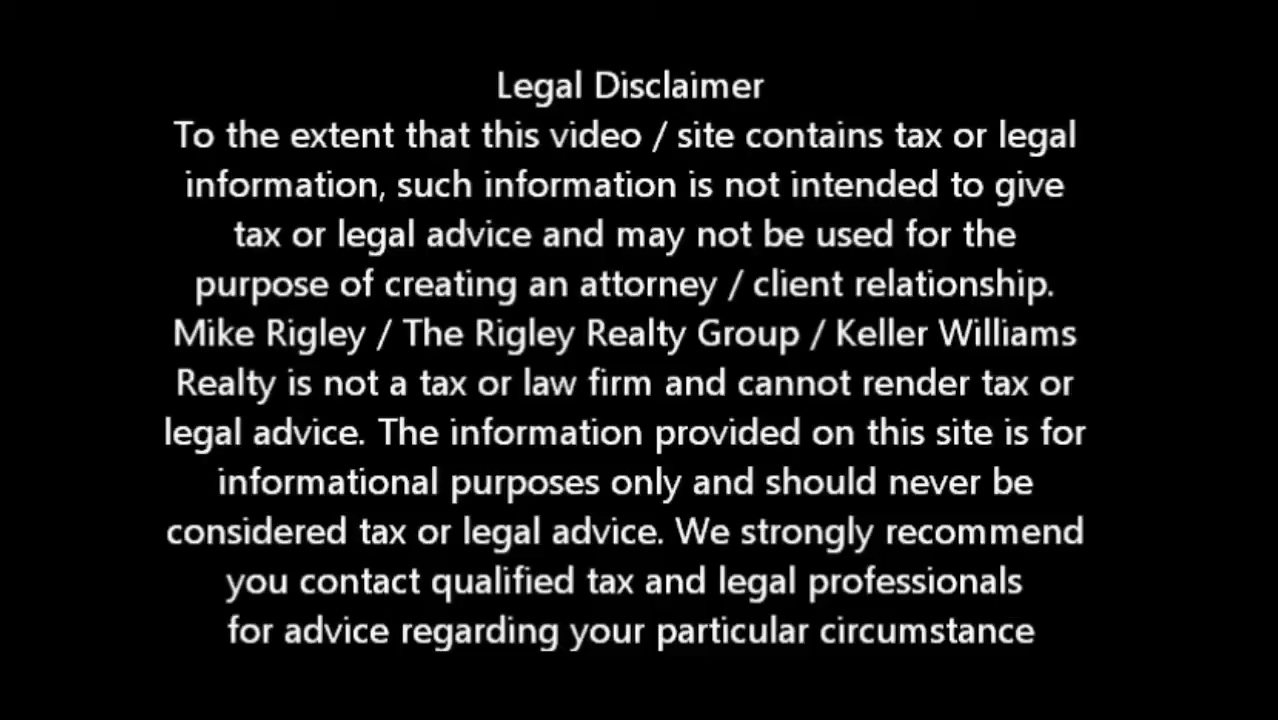 Legal Disclaimer
To the extent that this video / site contains tax or legal
information, such information is not intended to give
tax or legal advice and may not be used for the
purpose of creating an attorney / client relationship.
Mike Rigley / The Rigley Realty Group / Keller Williams
Realty is not a tax or law firm and cannot render tax or
legal advice. The information provided on this site is for
informational purposes only and should never be
considered tax or legal advice. We strongly recommend
you contact qualified tax and legal professionals
for advice regarding your particular circumstance